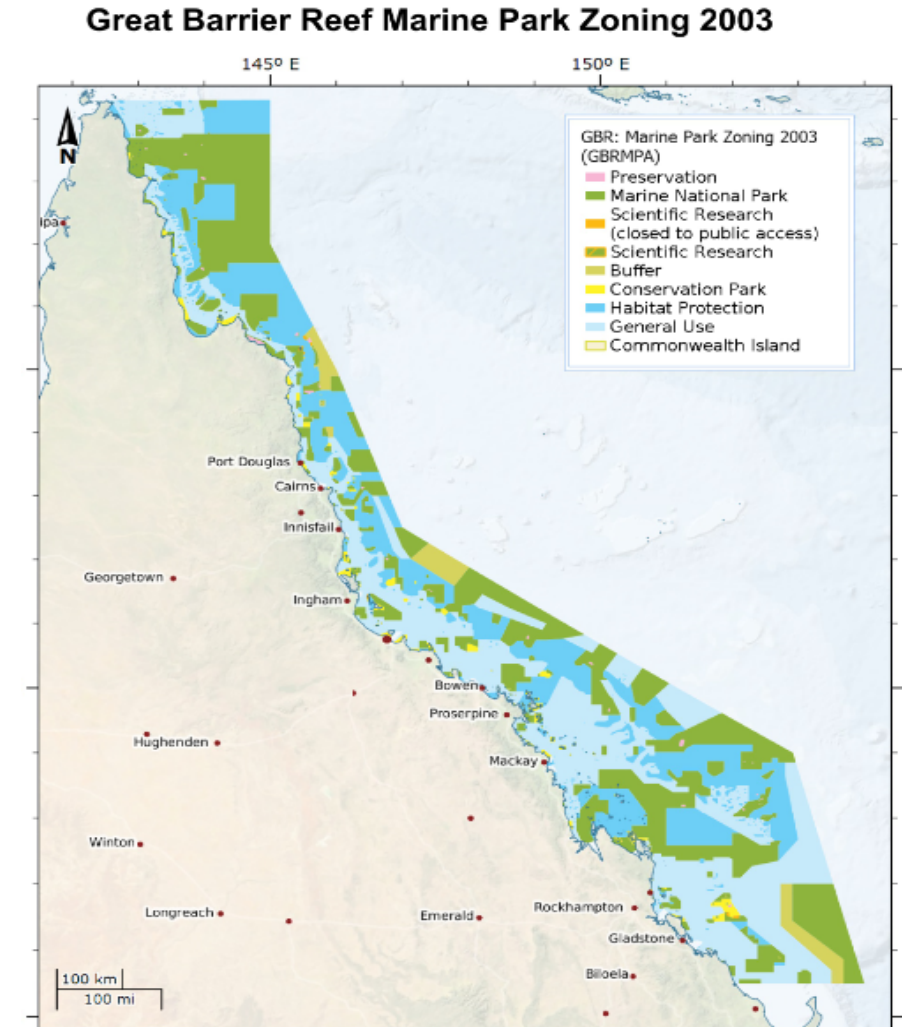 Great Barrier Reef Marine Park Zoning 2003
145º E
150º E
N
GBR: Marine Park Zoning 2003
(GBRMPA)
Preservation
Marine National Park
Scientific Research
(closed to public access)
Scientific Research
Buffer
Conservation Park
Habitat Protection
General Use
Commonwealth Island
ipa
Port Douglas
Cairns
Innisfail
Georgetown
Ingham
Bowen
Proserpine
Hughenden
Mackay
Winton
Longreach
Emerald
Rockhampton
Gladstone
Biloela
100 km
100 mi